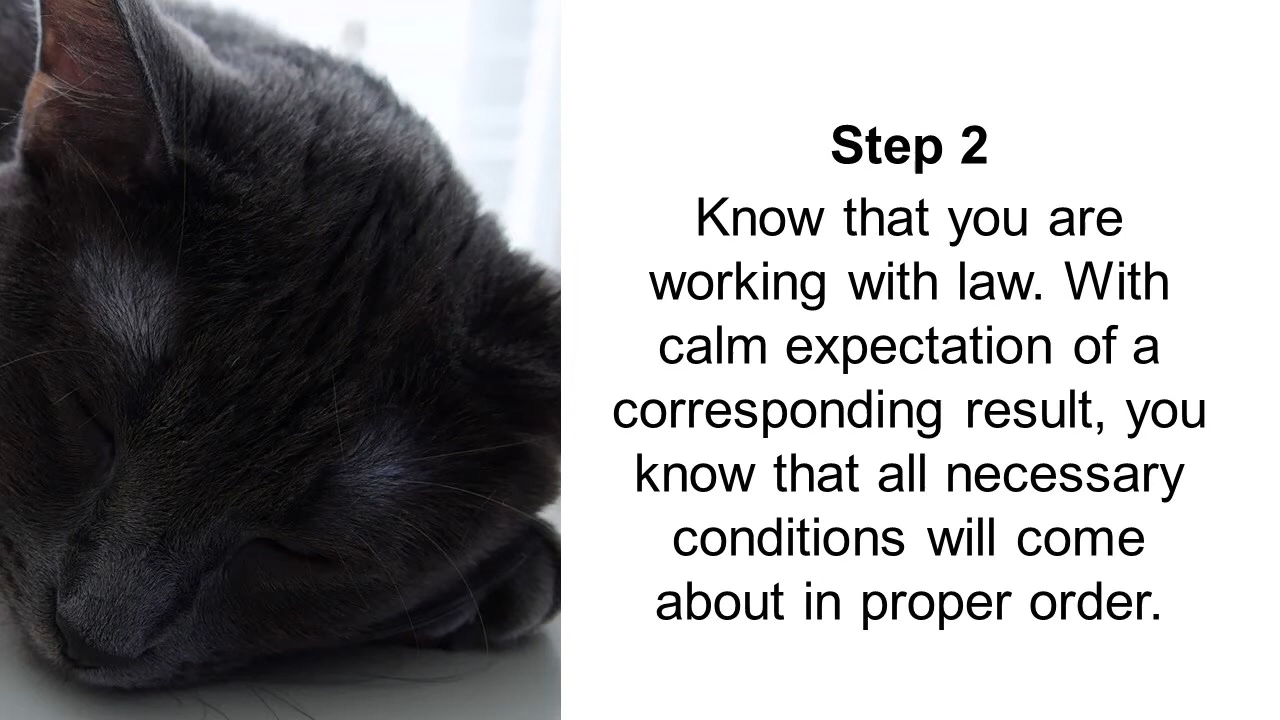 Step 2
Know that you are
working with law. With
calm expectation of a
corresponding result, you
know that all necessary
conditions will come
about in proper order.